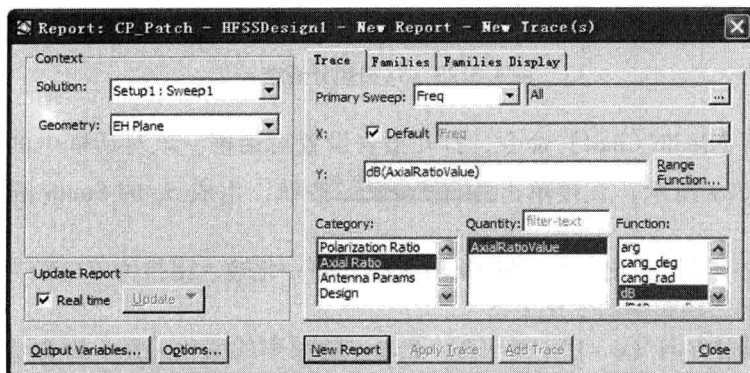 Report: CP_Patch - HFSSDesign1 - New Report - New Trace(s)
Context
Solution: Setup1 : Sweep1
Geometry: EH Plane
Update Report
Real time Update
Output Variables... Options...
Trace Families Families Display
Primary Sweep: Freq All ...
X: Default Freq ...
Y: dB(AxialRatioValue) Range Function...
Category: Quantity: filter-text Function:
Polarization Ratio
Axial Ratio
Antenna Params
Design
AxialRatioValue
arg
cang_deg
cang_rad
dB
New Report Apply Trace Add Trace Close